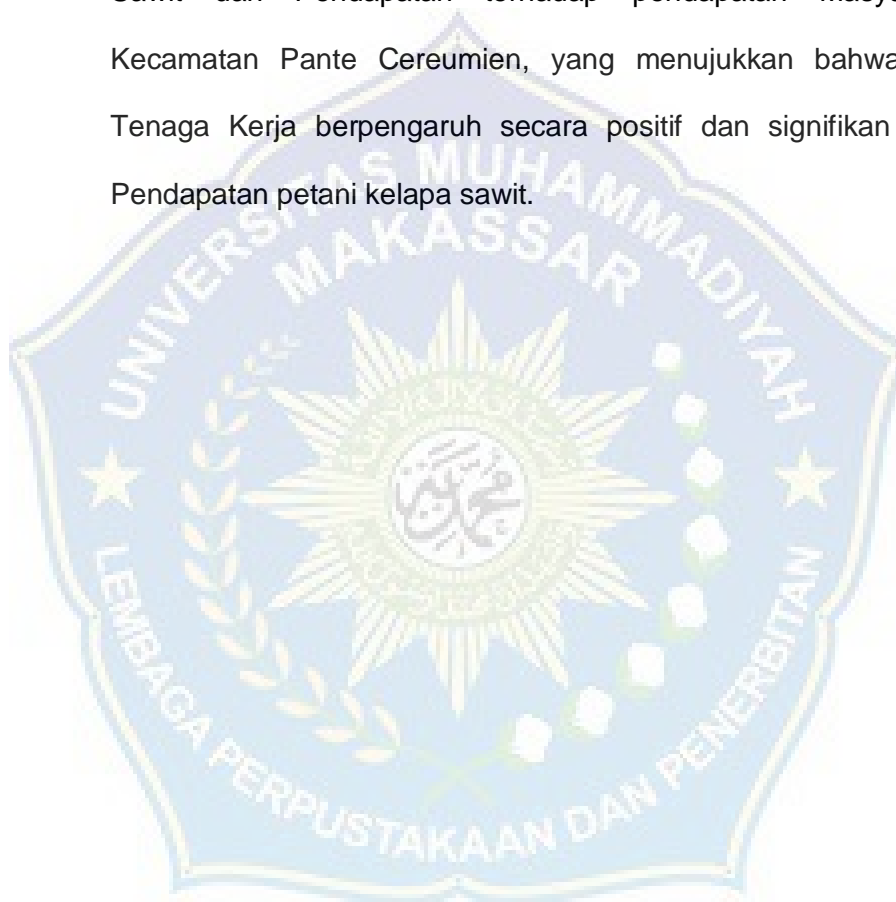 Sawit dan Pendapatan terhadap pendapatan
Kecamatan Pante Cereumien, yang menujukkan bahwa
Tenaga Kerja berpengaruh secara positif dan signifikan
Pendapatan petani kelapa sawit.
UNIVERSITAS MUHAMMADIYAH
MAKASSAR
LEMBAGA PERPUSTAKAAN DAN PENERBITAN